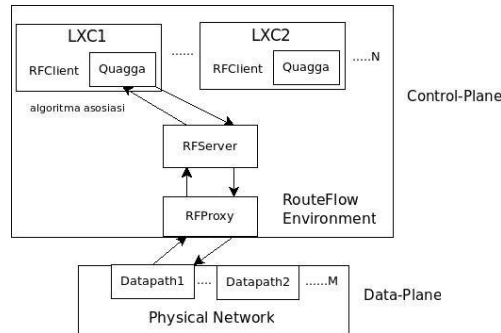 LXC1
RFClient
Quagga
......
LXC2
RFClient
Quagga
.....N
algoritma asosiasi
Control-Plane
RFServer
RouteFlow
Environment
RFProxy
Datapath1
....
Datapath2
......M
Data-Plane
Physical Network